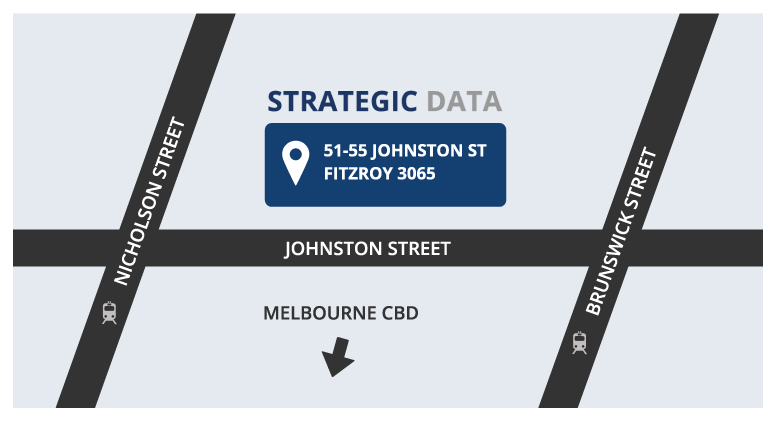 STRATEGIC DATA
51-55 JOHNSTON ST
FITZROY 3065
NICHOLSON STREET
JOHNSTON STREET
BRUNSWICK STREET
MELBOURNE CBD